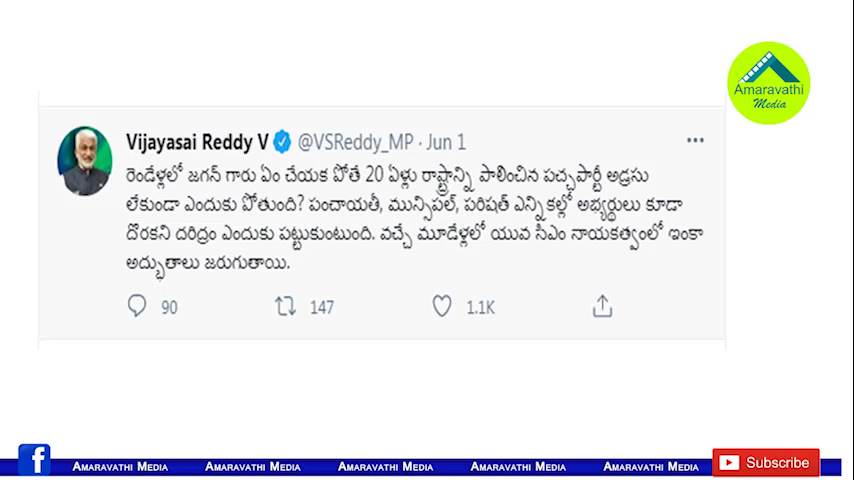 Amaravathi
Media
Vijayasai Reddy V @VSReddy_MP · Jun 1
రెండేళ్లలో జగన్ గారు ఏం చేయక పోతే 20 ఏళ్లు రాష్ట్రాన్ని పాలించిన పచ్చపార్టీ అడ్రసు
లేకుండా ఎందుకు పోతుంది? పంచాయతీ, మున్సిపల్, పరిషత్ ఎన్నికల్లో అభ్యర్థులు కూడా
దొరకని దరిద్రం ఎందుకు పట్టుకుంటుంది. వచ్చే మూడేళ్లలో యువ సిఎం నాయకత్వంలో ఇంకా
అద్భుతాలు జరుగుతాయి.
90 147 1.1K
f Amaravathi Media Amaravathi Media Amaravathi Media Amaravathi Media Amaravathi Media Subscribe